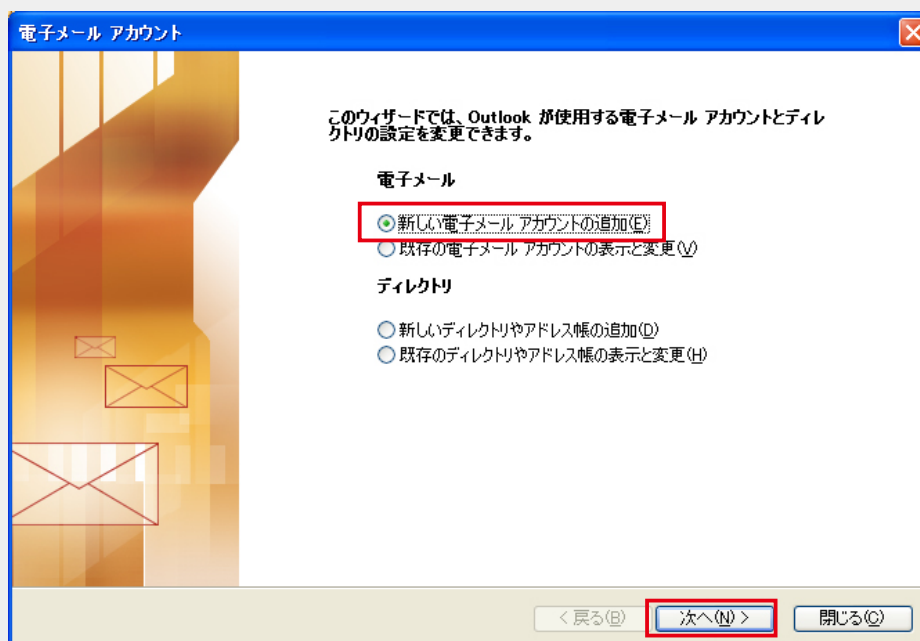 電子メール アカウント
このウィザードでは、Outlook が使用する電子メール アカウントとディレ
クトリの設定を変更できます。
電子メール
新しい電子メール アカウントの追加(E)
既存の電子メール アカウントの表示と変更(V)
ディレクトリ
新しいディレクトリやアドレス帳の追加(D)
既存のディレクトリやアドレス帳の表示と変更(H)
< 戻る(B) 次へ(N) > 閉じる(C)